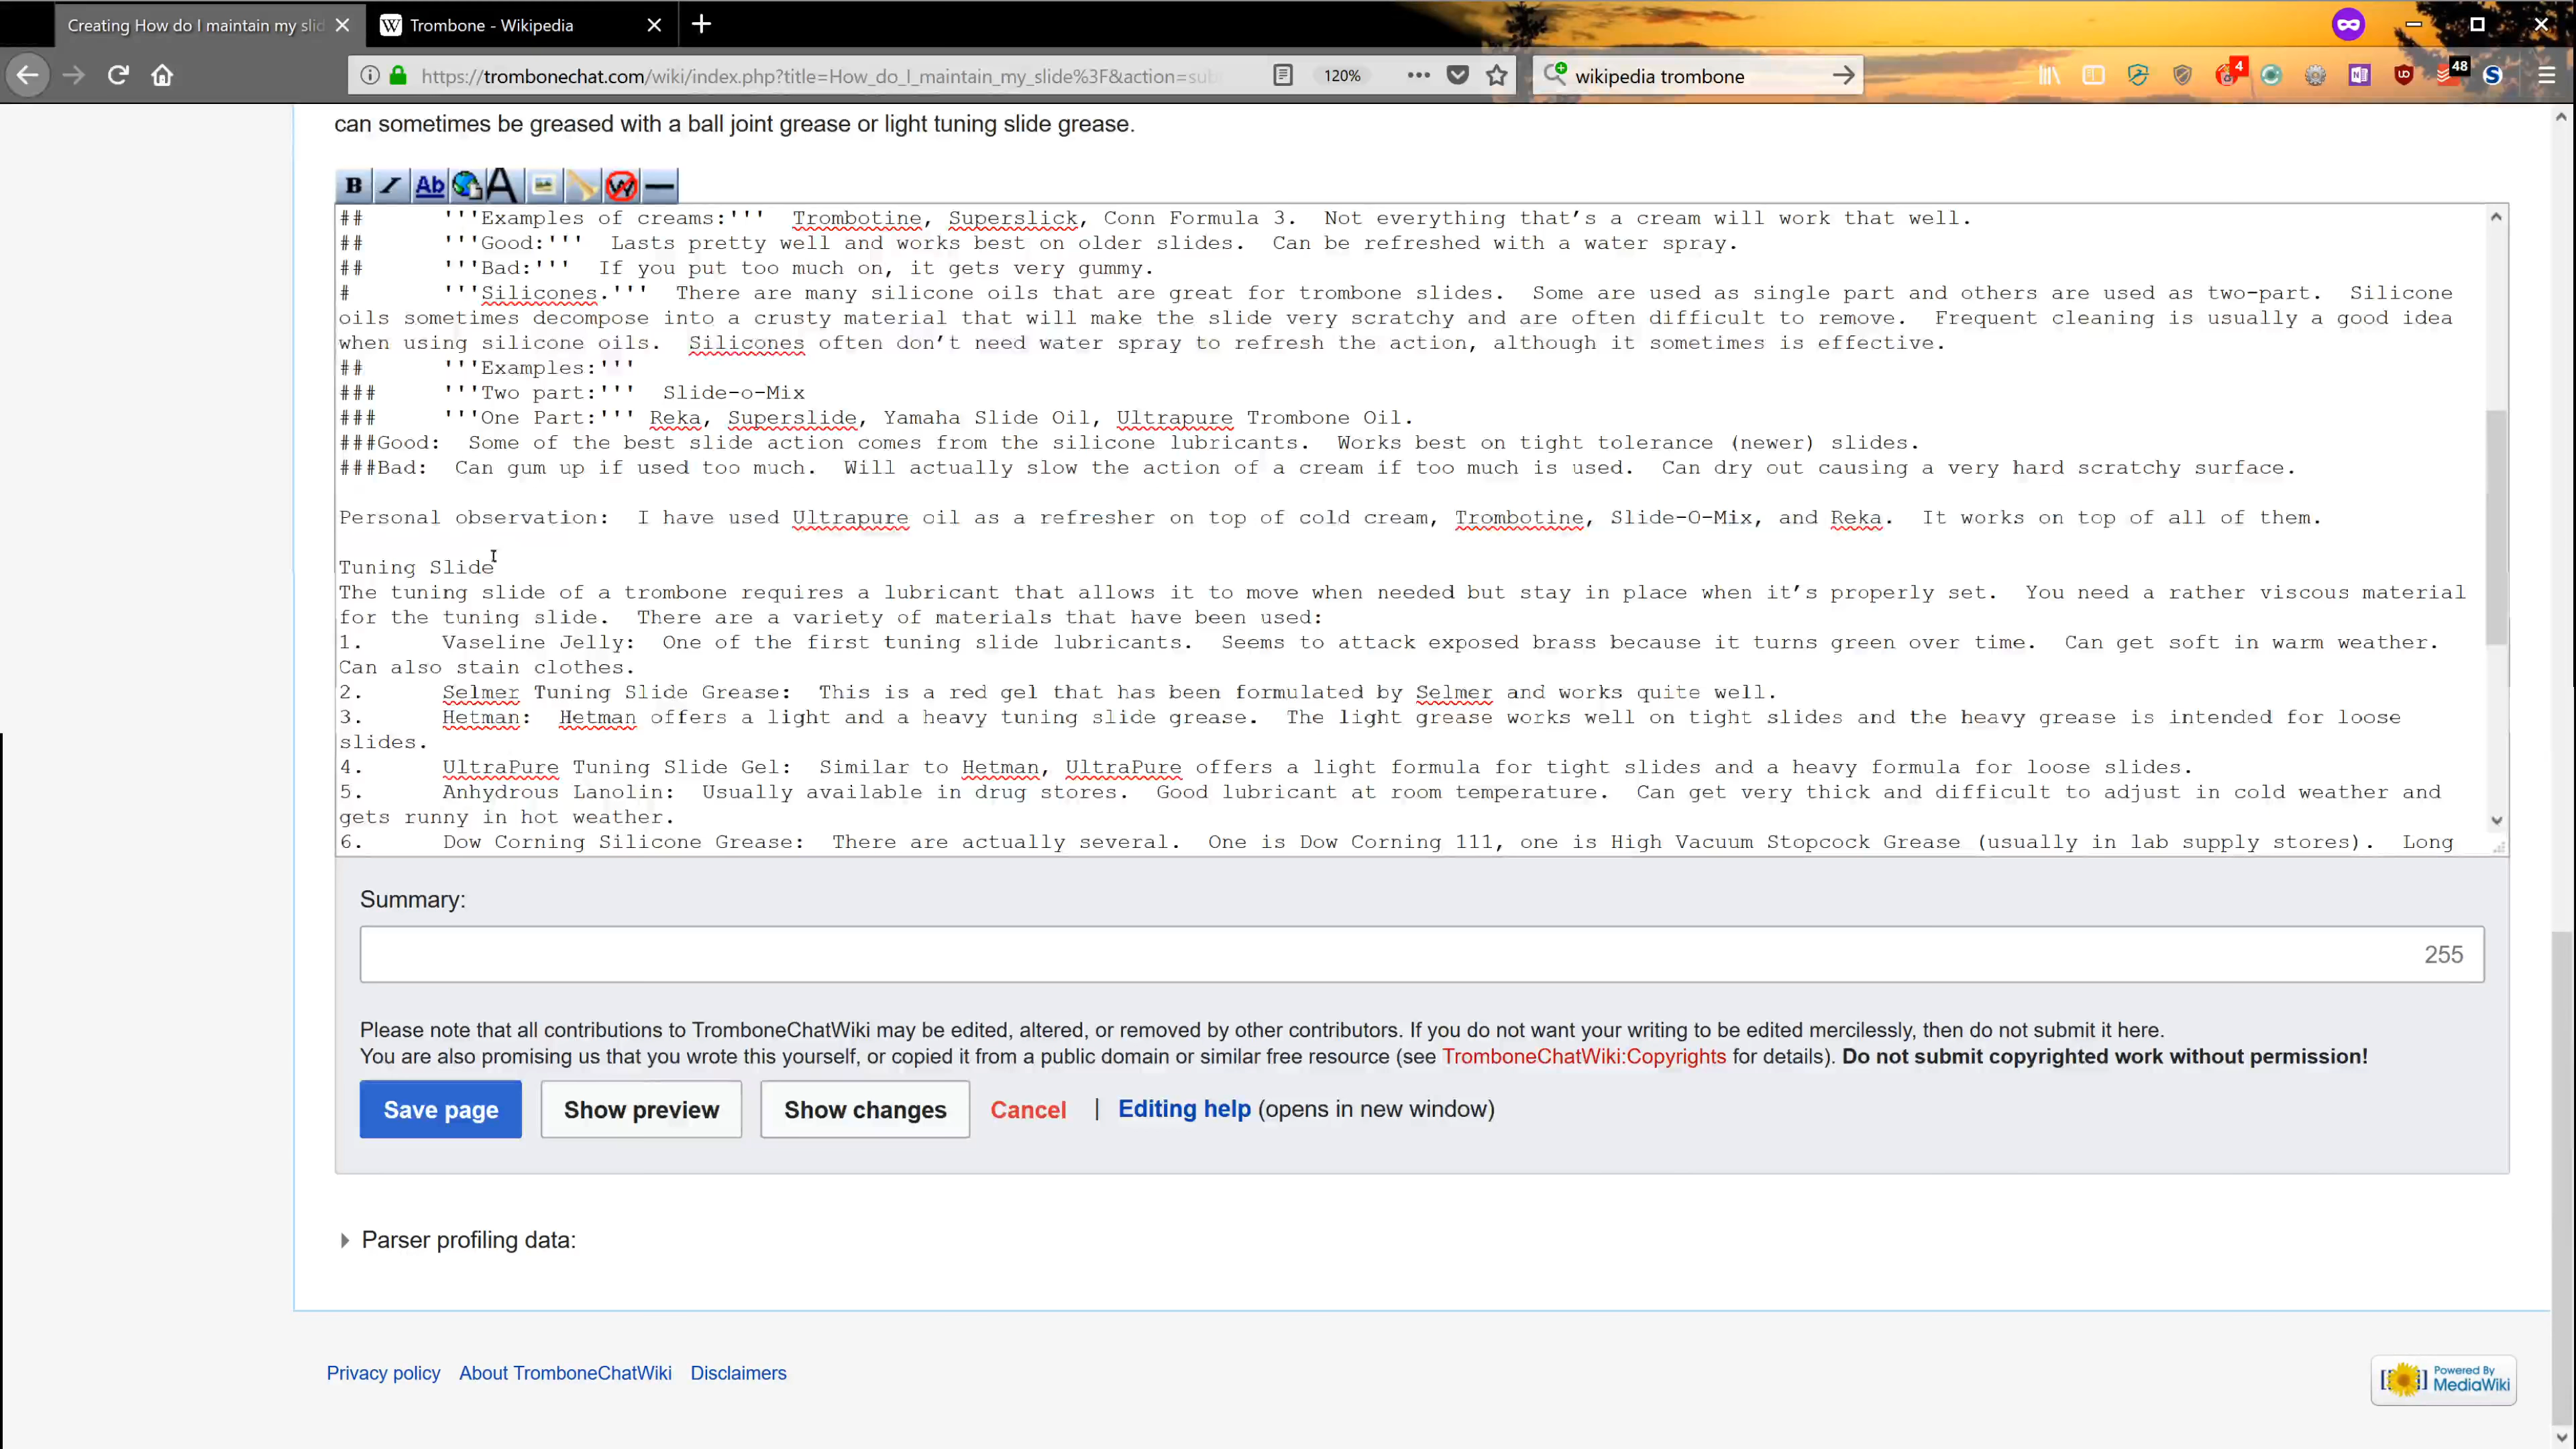 Creating How do I maintain my slid
Trombone - Wikipedia
https://trombonechat.com/wiki/index.php?title=How_do_I_maintain_my_slide%3F&action=sub
120%
wikipedia trombone
4
48
can sometimes be greased with a ball joint grease or light tuning slide grease.
B I Ab A W
## '''Examples of creams:''' Trombotine, Superslick, Conn Formula 3. Not everything that's a cream will work that well.
## '''Good:''' Lasts pretty well and works best on older slides. Can be refreshed with a water spray.
## '''Bad:''' If you put too much on, it gets very gummy.
# '''Silicones.''' There are many silicone oils that are great for trombone slides. Some are used as single part and others are used as two-part. Silicone
oils sometimes decompose into a crusty material that will make the slide very scratchy and are often difficult to remove. Frequent cleaning is usually a good idea
when using silicone oils. Silicones often don't need water spray to refresh the action, although it sometimes is effective.
## '''Examples:'''
### '''Two part:''' Slide-o-Mix
### '''One Part:''' Reka, Superslide, Yamaha Slide Oil, Ultrapure Trombone Oil.
###Good: Some of the best slide action comes from the silicone lubricants. Works best on tight tolerance (newer) slides.
###Bad: Can gum up if used too much. Will actually slow the action of a cream if too much is used. Can dry out causing a very hard scratchy surface.
Personal observation: I have used Ultrapure oil as a refresher on top of cold cream, Trombotine, Slide-O-Mix, and Reka. It works on top of all of them.
Tuning Slide
The tuning slide of a trombone requires a lubricant that allows it to move when needed but stay in place when it's properly set. You need a rather viscous material
for the tuning slide. There are a variety of materials that have been used:
1. Vaseline Jelly: One of the first tuning slide lubricants. Seems to attack exposed brass because it turns green over time. Can get soft in warm weather.
Can also stain clothes.
2. Selmer Tuning Slide Grease: This is a red gel that has been formulated by Selmer and works quite well.
3. Hetman: Hetman offers a light and a heavy tuning slide grease. The light grease works well on tight slides and the heavy grease is intended for loose
slides.
4. UltraPure Tuning Slide Gel: Similar to Hetman, UltraPure offers a light formula for tight slides and a heavy formula for loose slides.
5. Anhydrous Lanolin: Usually available in drug stores. Good lubricant at room temperature. Can get very thick and difficult to adjust in cold weather and
gets runny in hot weather.
6. Dow Corning Silicone Grease: There are actually several. One is Dow Corning 111, one is High Vacuum Stopcock Grease (usually in lab supply stores). Long
Summary:
255
Please note that all contributions to TromboneChatWiki may be edited, altered, or removed by other contributors. If you do not want your writing to be edited mercilessly, then do not submit it here.
You are also promising us that you wrote this yourself, or copied it from a public domain or similar free resource (see TromboneChatWiki:Copyrights for details). Do not submit copyrighted work without permission!
Save page Show preview Show changes Cancel | Editing help (opens in new window)
Parser profiling data:
Privacy policy About TromboneChatWiki Disclaimers
Powered By
MediaWiki